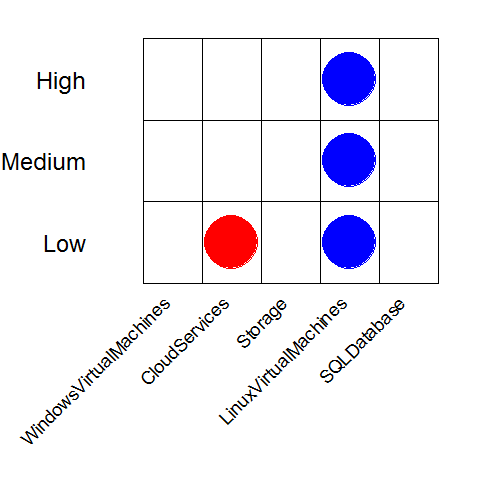 High
Medium
Low
WindowsVirtualMachines
CloudServices
Storage
LinuxVirtualMachines
SQLDatabase